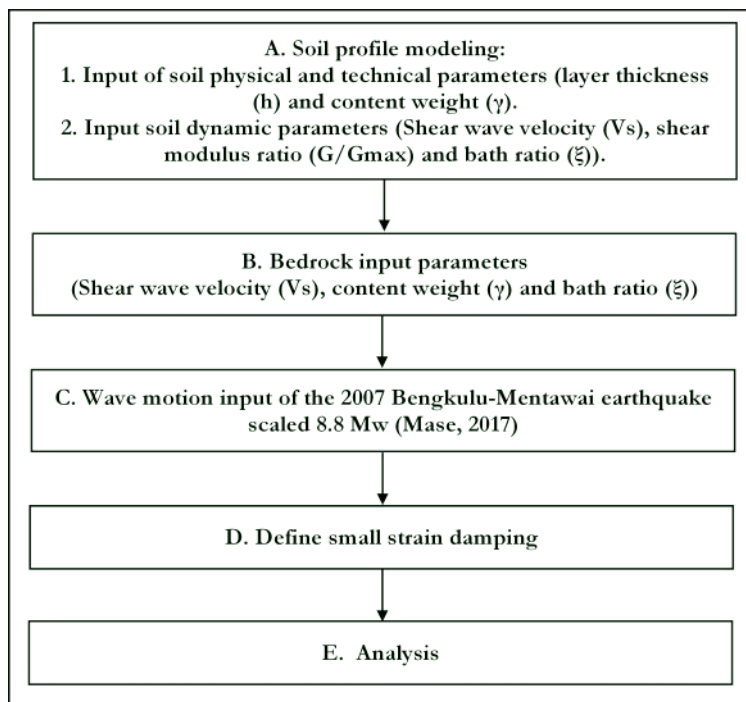 A. Soil profile modeling:
1. Input of soil physical and technical parameters (layer thickness
(h) and content weight (γ).
2. Input soil dynamic parameters (Shear wave velocity (Vs), shear
modulus ratio (G/Gmax) and bath ratio (ξ)).
B. Bedrock input parameters
(Shear wave velocity (Vs), content weight (γ) and bath ratio (ξ))
C. Wave motion input of the 2007 Bengkulu-Mentawai earthquake
scaled 8.8 Mw (Mase, 2017)
D. Define small strain damping
E. Analysis